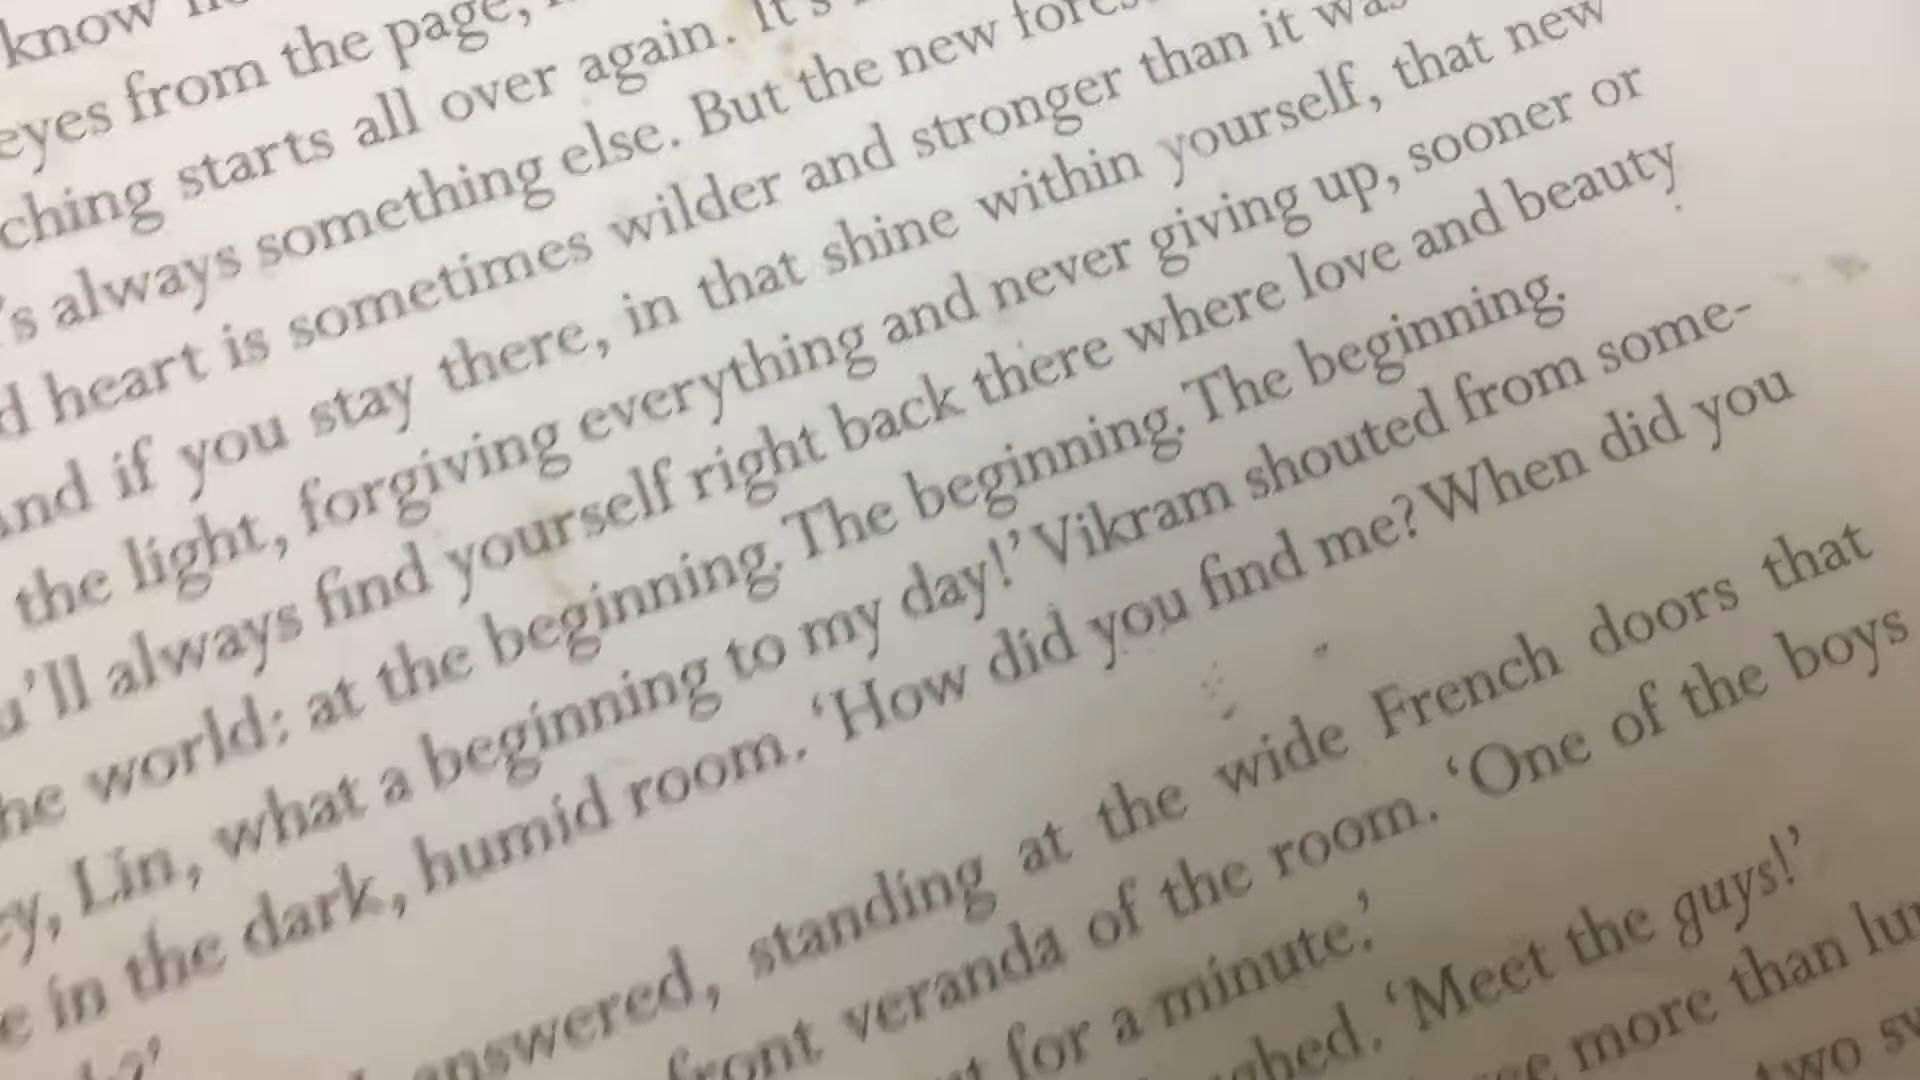 know
eyes from the page,
ching starts all over again. It's
's always something else. But the new
d heart is sometimes wilder and stronger than it was
and if you stay there, in that shine within yourself, that new
the light, forgiving everything and never giving up, sooner or
u'll always find yourself right back there where love and beauty
he world: at the beginning. The beginning. The beginning.
y, Lin, what a beginning to my day!' Vikram shouted from some-
e in the dark, humid room. 'How did you find me? When did you
?'
answered, standing at the wide French doors that
front veranda of the room. 'One of the boys
for a minute.'
'Meet the guys!'
more than
two